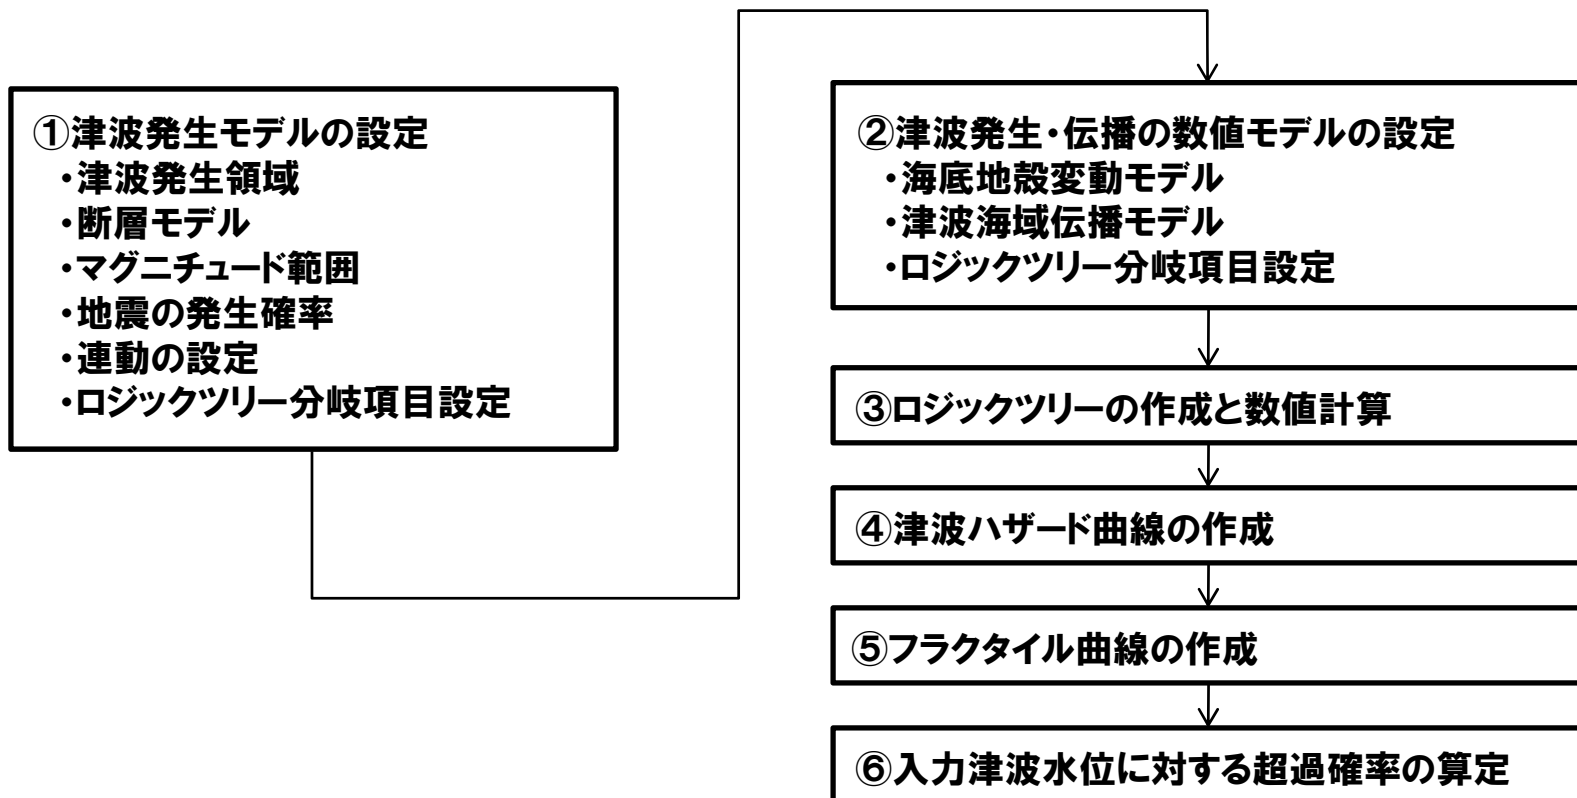 ①津波発生モデルの設定
・津波発生領域
・断層モデル
・マグニチュード範囲
・地震の発生確率
・連動の設定
・ロジックツリー分岐項目設定
②津波発生・伝播の数値モデルの設定
・海底地殻変動モデル
・津波海域伝播モデル
・ロジックツリー分岐項目設定
③ロジックツリーの作成と数値計算
④津波ハザード曲線の作成
⑤フラクタイル曲線の作成
⑥入力津波水位に対する超過確率の算定